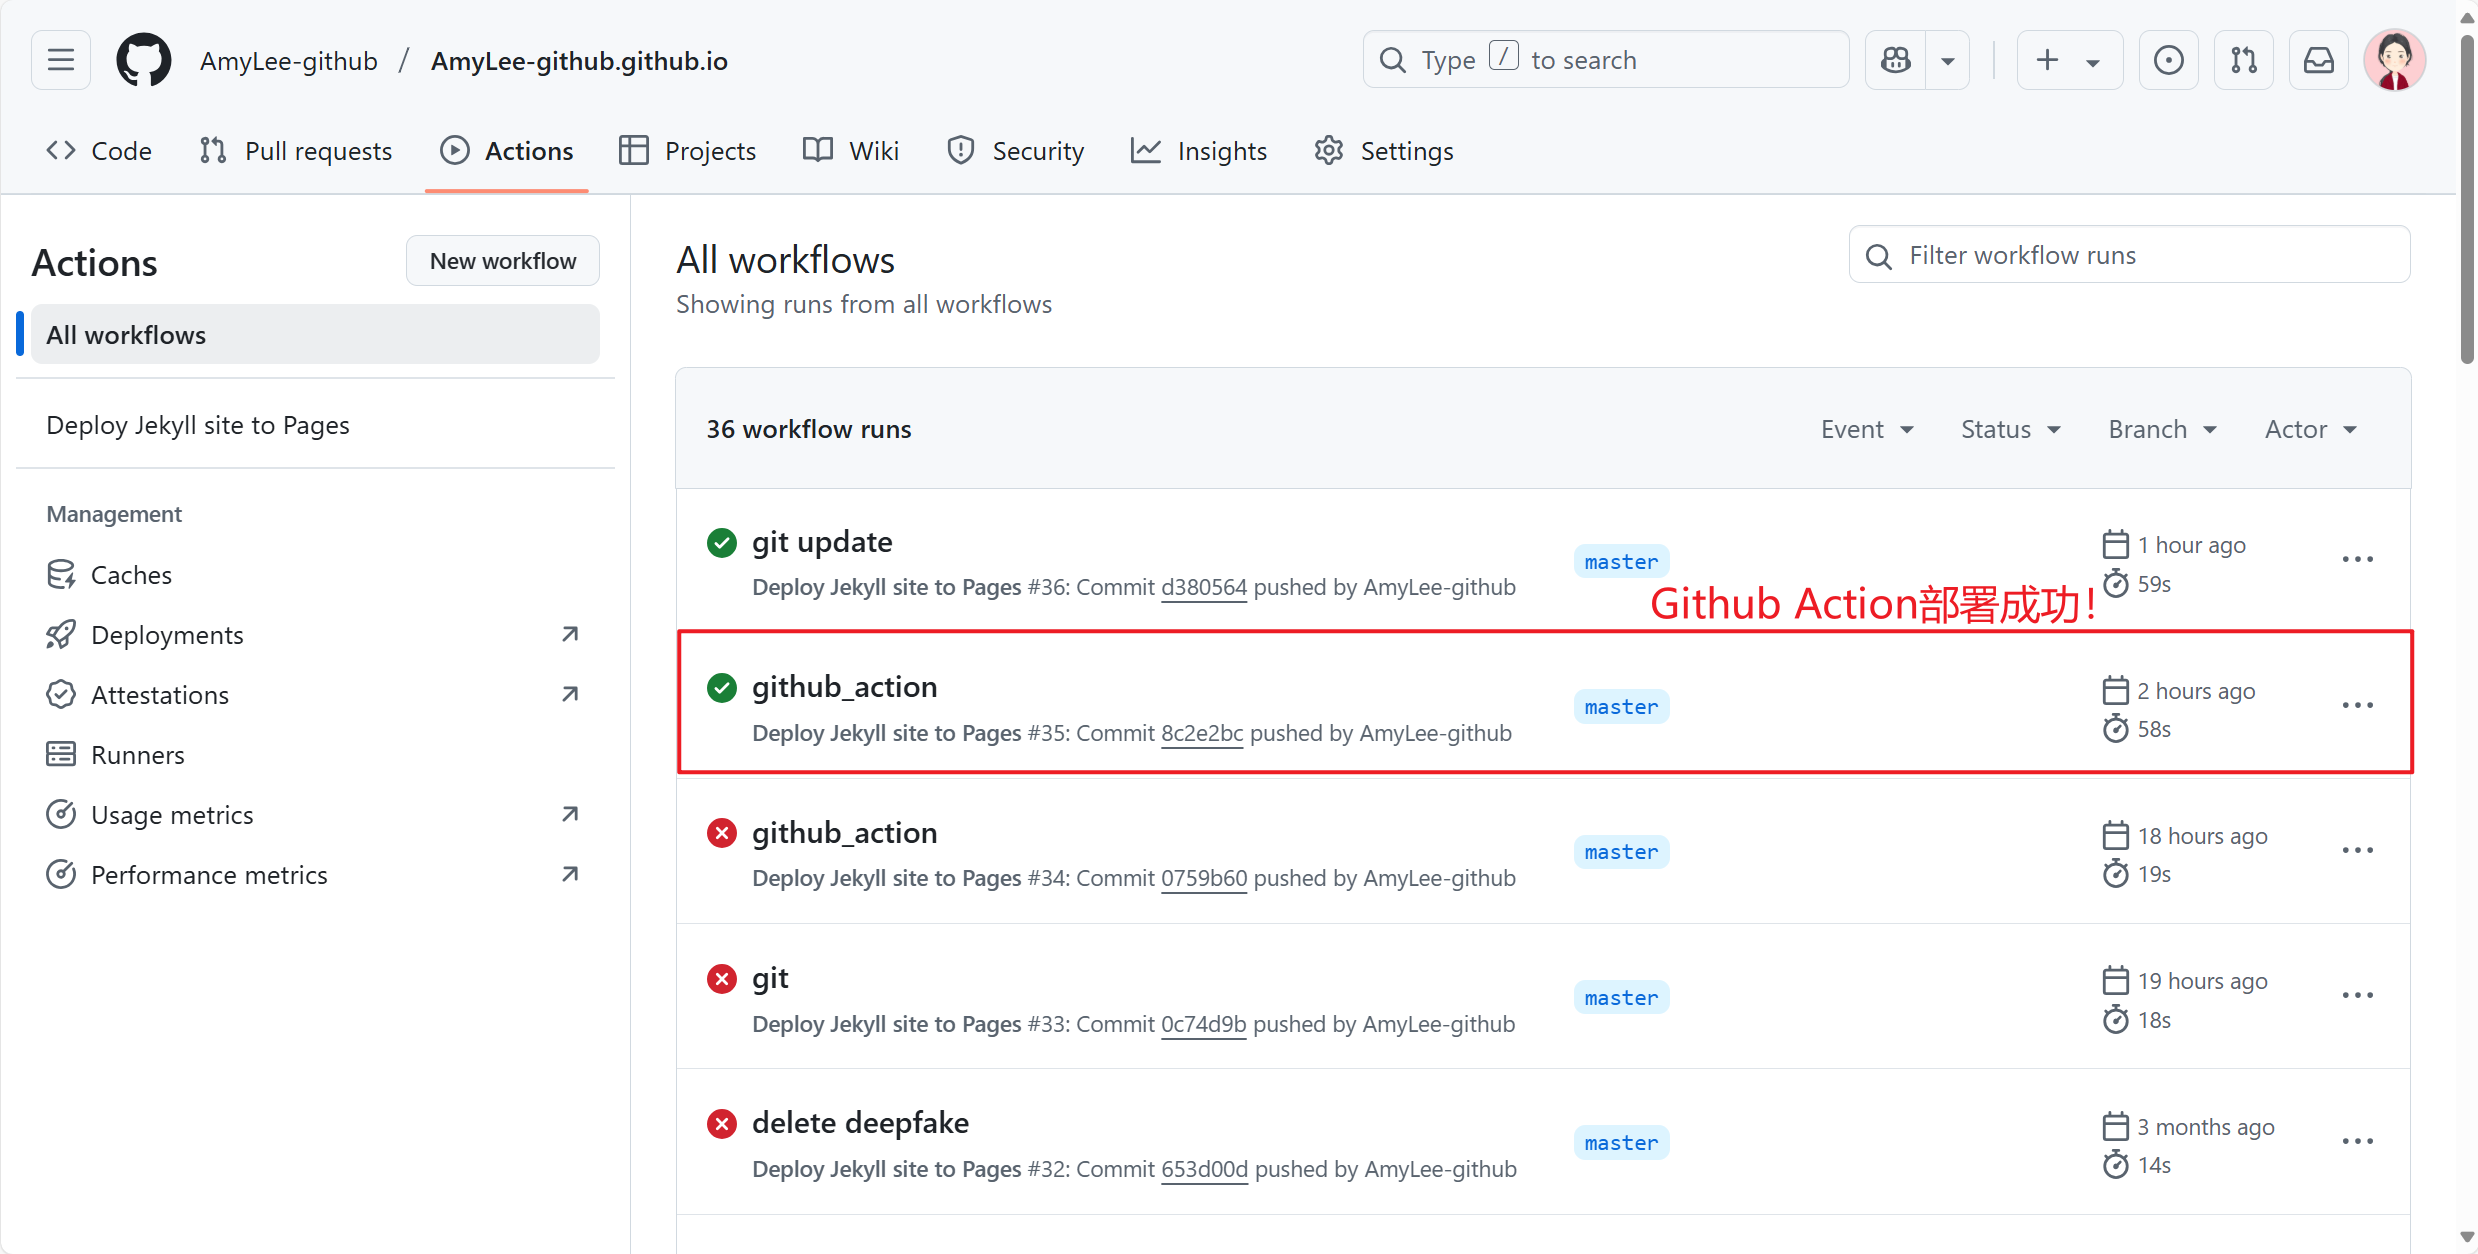 AmyLee-github / AmyLee-github.github.io
Type / to search
Code
Pull requests
Actions
Projects
Wiki
Security
Insights
Settings
Actions
New workflow
All workflows
Deploy Jekyll site to Pages
Management
Caches
Deployments
Attestations
Runners
Usage metrics
Performance metrics
All workflows
Showing runs from all workflows
Filter workflow runs
36 workflow runs
Event
Status
Branch
Actor
git update
Deploy Jekyll site to Pages #36: Commit d380564 pushed by AmyLee-github
master
1 hour ago
59s
Github Action部署成功!
github_action
Deploy Jekyll site to Pages #35: Commit 8c2e2bc pushed by AmyLee-github
master
2 hours ago
58s
github_action
Deploy Jekyll site to Pages #34: Commit 0759b60 pushed by AmyLee-github
master
18 hours ago
19s
git
Deploy Jekyll site to Pages #33: Commit 0c74d9b pushed by AmyLee-github
master
19 hours ago
18s
delete deepfake
Deploy Jekyll site to Pages #32: Commit 653d00d pushed by AmyLee-github
master
3 months ago
14s